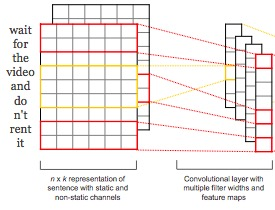 wait
for
the
video
and
do
n't
rent
it
n x k representation of
sentence with static and
non-static channels
Convolutional layer with
multiple filter widths and
feature maps